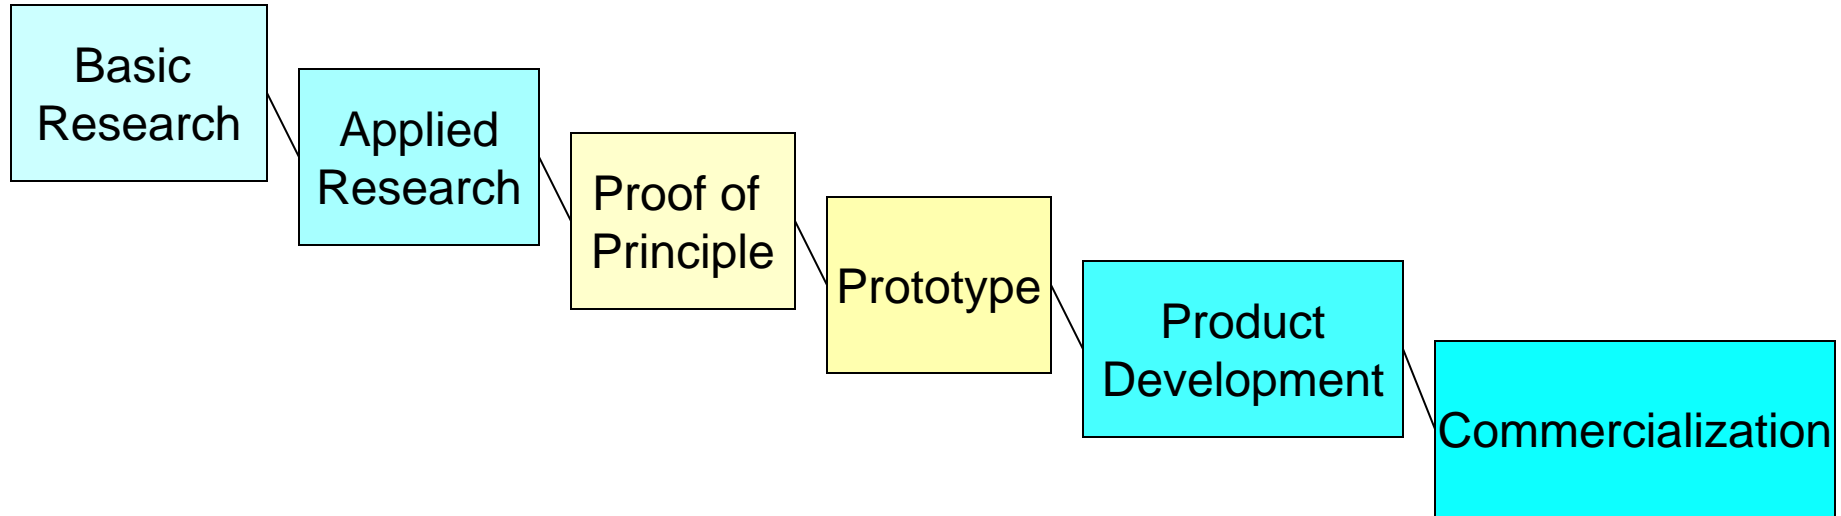 Basic
Research
Applied
Research
Proof of
Principle
Prototype
Product
Development
Commercialization